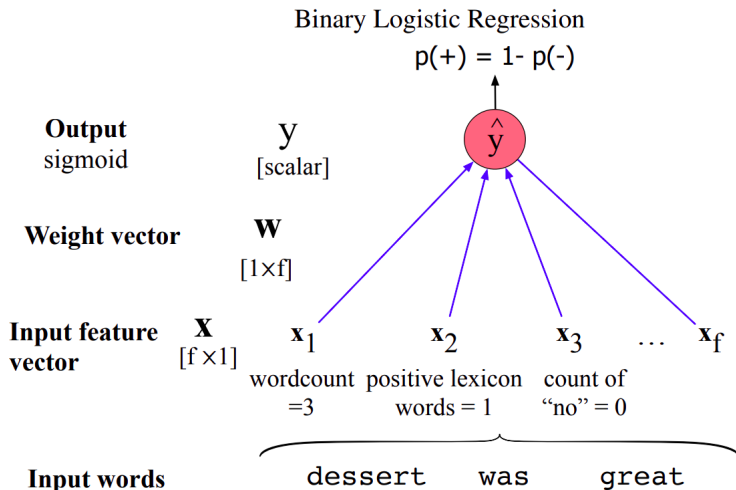 Binary Logistic Regression
p(+) = 1- p(-)
Output
sigmoid
y
[scalar]
ŷ
Weight vector
w
[1×f]
Input feature
vector
x
[f ×1]
x1 x2 x3 … xf
wordcount
=3
positive lexicon
words = 1
count of
“no” = 0
Input words
dessert was great